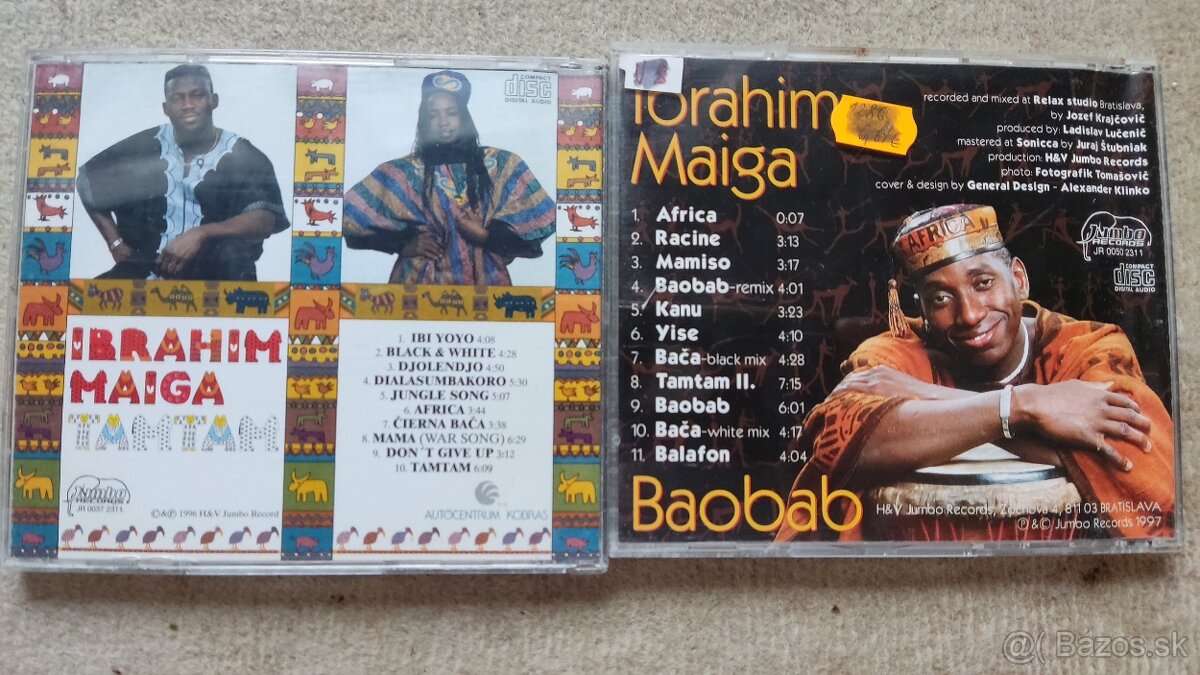 COMPACT
disc
DIGITAL AUDIO
IBRAHIM
MAIGA
TAMTAM
1. IBI YOYO 4:08
2. BLACK & WHITE 4:28
3. DJOLENDJO 4:50
4. DIALASUMBAKORO 5:30
5. JUNGLE SONG 5:07
6. AFRICA 3:44
7. ČIERNA BAČA 3:38
8. MAMA (WAR SONG) 6:29
9. DON´T GIVE UP 3:12
10. TAMTAM 6:09
Jumbo
RECORDS
JR 0037 2311
©&℗ 1996 H&V Jumbo Record
AUTOCENTRUM KOBRAS
Ibrahim
Maiga
recorded and mixed at Relax studio Bratislava,
by Jozef Krajčovič
produced by: Ladislav Lučenič
mastered at Sonicca by Juraj Štubniak
production: H&V Jumbo Records
photo: Fotografik Tomašovič
cover & design by General Design - Alexander Klinko
1. Africa 0:07
2. Racine 3:13
3. Mamiso 3:17
4. Baobab-remix 4:01
5. Kanu 3:23
6. Yise 4:10
7. Bača-black mix 4:28
8. Tamtam II. 7:15
9. Baobab 6:01
10. Bača-white mix 4:17
11. Balafon 4:04
AFRICA
Jumbo
RECORDS
JR 0050 2311
COMPACT
disc
DIGITAL AUDIO
Baobab
H&V Jumbo Records, Zochova 4, 811 03 BRATISLAVA
℗ &© Jumbo Records 1997
Bazos.sk